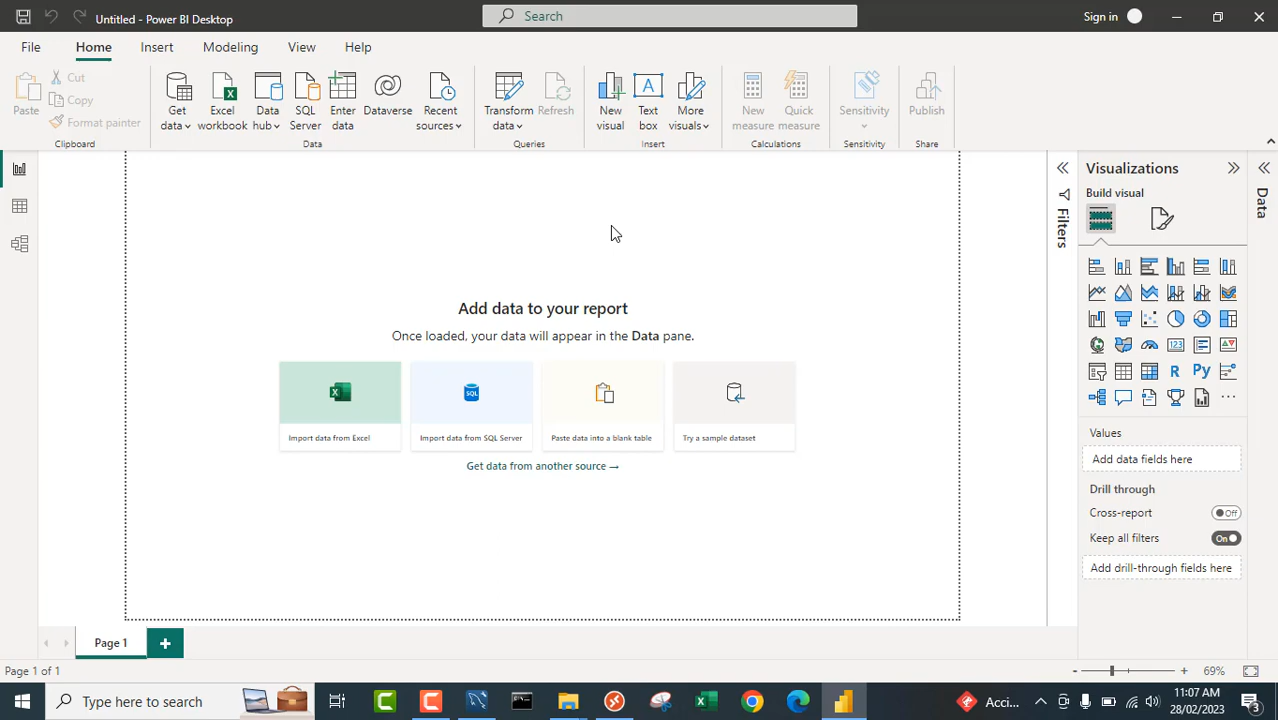 Untitled - Power BI Desktop
Search
Sign in
File
Home
Insert
Modeling
View
Help
Paste
Cut
Copy
Format painter
Clipboard
Get data
Excel workbook
Data hub
SQL Server
Enter data
Dataverse
Recent sources
Data
Transform data
Refresh
Queries
New visual
Text box
More visuals
Insert
New measure
Quick measure
Calculations
Sensitivity
Sensitivity
Publish
Share
Add data to your report
Once loaded, your data will appear in the Data pane.
SQL
Import data from Excel
Import data from SQL Server
Paste data into a blank table
Try a sample dataset
Get data from another source →
Filters
Visualizations
Data
Build visual
123
R
Py
Values
Add data fields here
Drill through
Cross-report
Off
Keep all filters
On
Add drill-through fields here
Page 1
Page 1 of 1
69%
Type here to search
Acci...
11:07 AM
28/02/2023
3